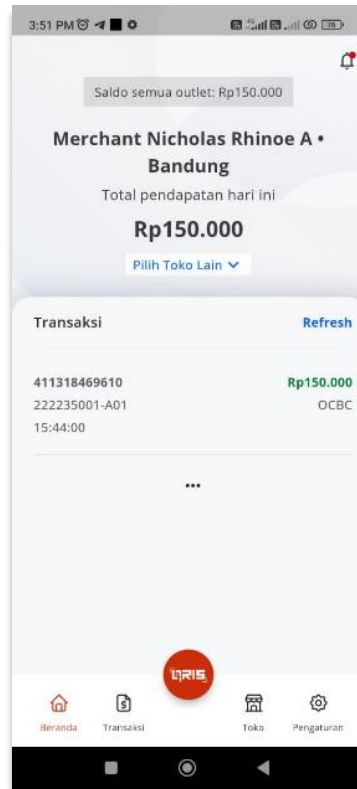 3:51 PM
Saldo semua outlet: Rp150.000
Merchant Nicholas Rhinoe A •
Bandung
Total pendapatan hari ini
Rp150.000
Pilih Toko Lain
Transaksi
Refresh
411318469610
Rp150.000
222235001-A01
OCBC
15:44:00
•••
QRIS
Beranda
Transaksi
Toko
Pengaturan